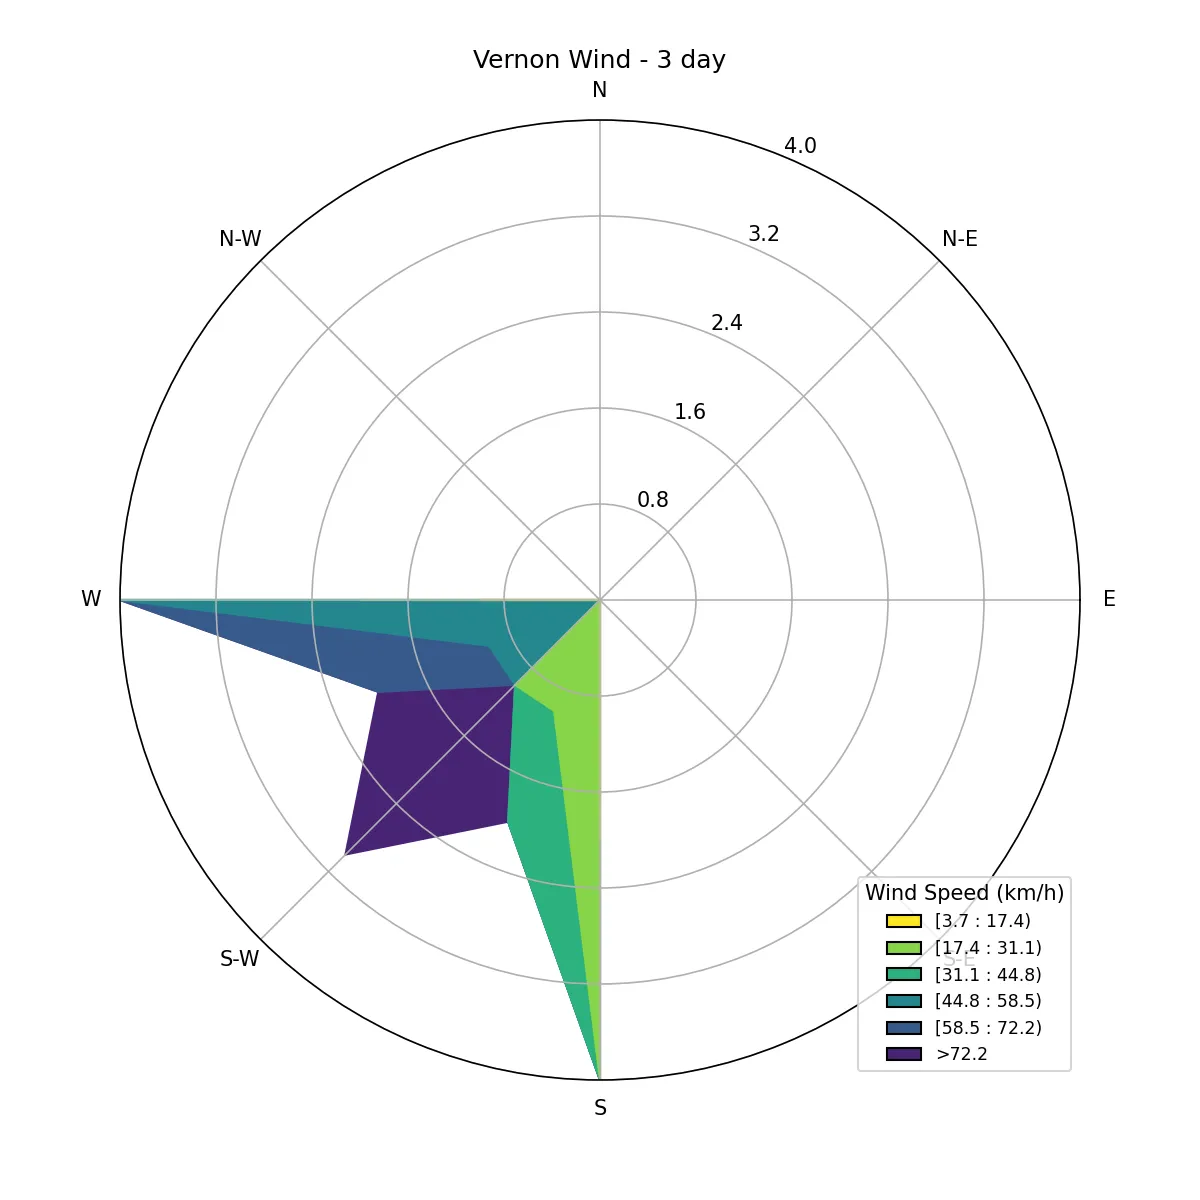 Vernon Wind - 3 day
N
4.0
N-W
3.2
N-E
2.4
1.6
0.8
W
E
S-W
S-E
Wind Speed (km/h)
[3.7 : 17.4)
[17.4 : 31.1)
[31.1 : 44.8)
[44.8 : 58.5)
[58.5 : 72.2)
>72.2
S